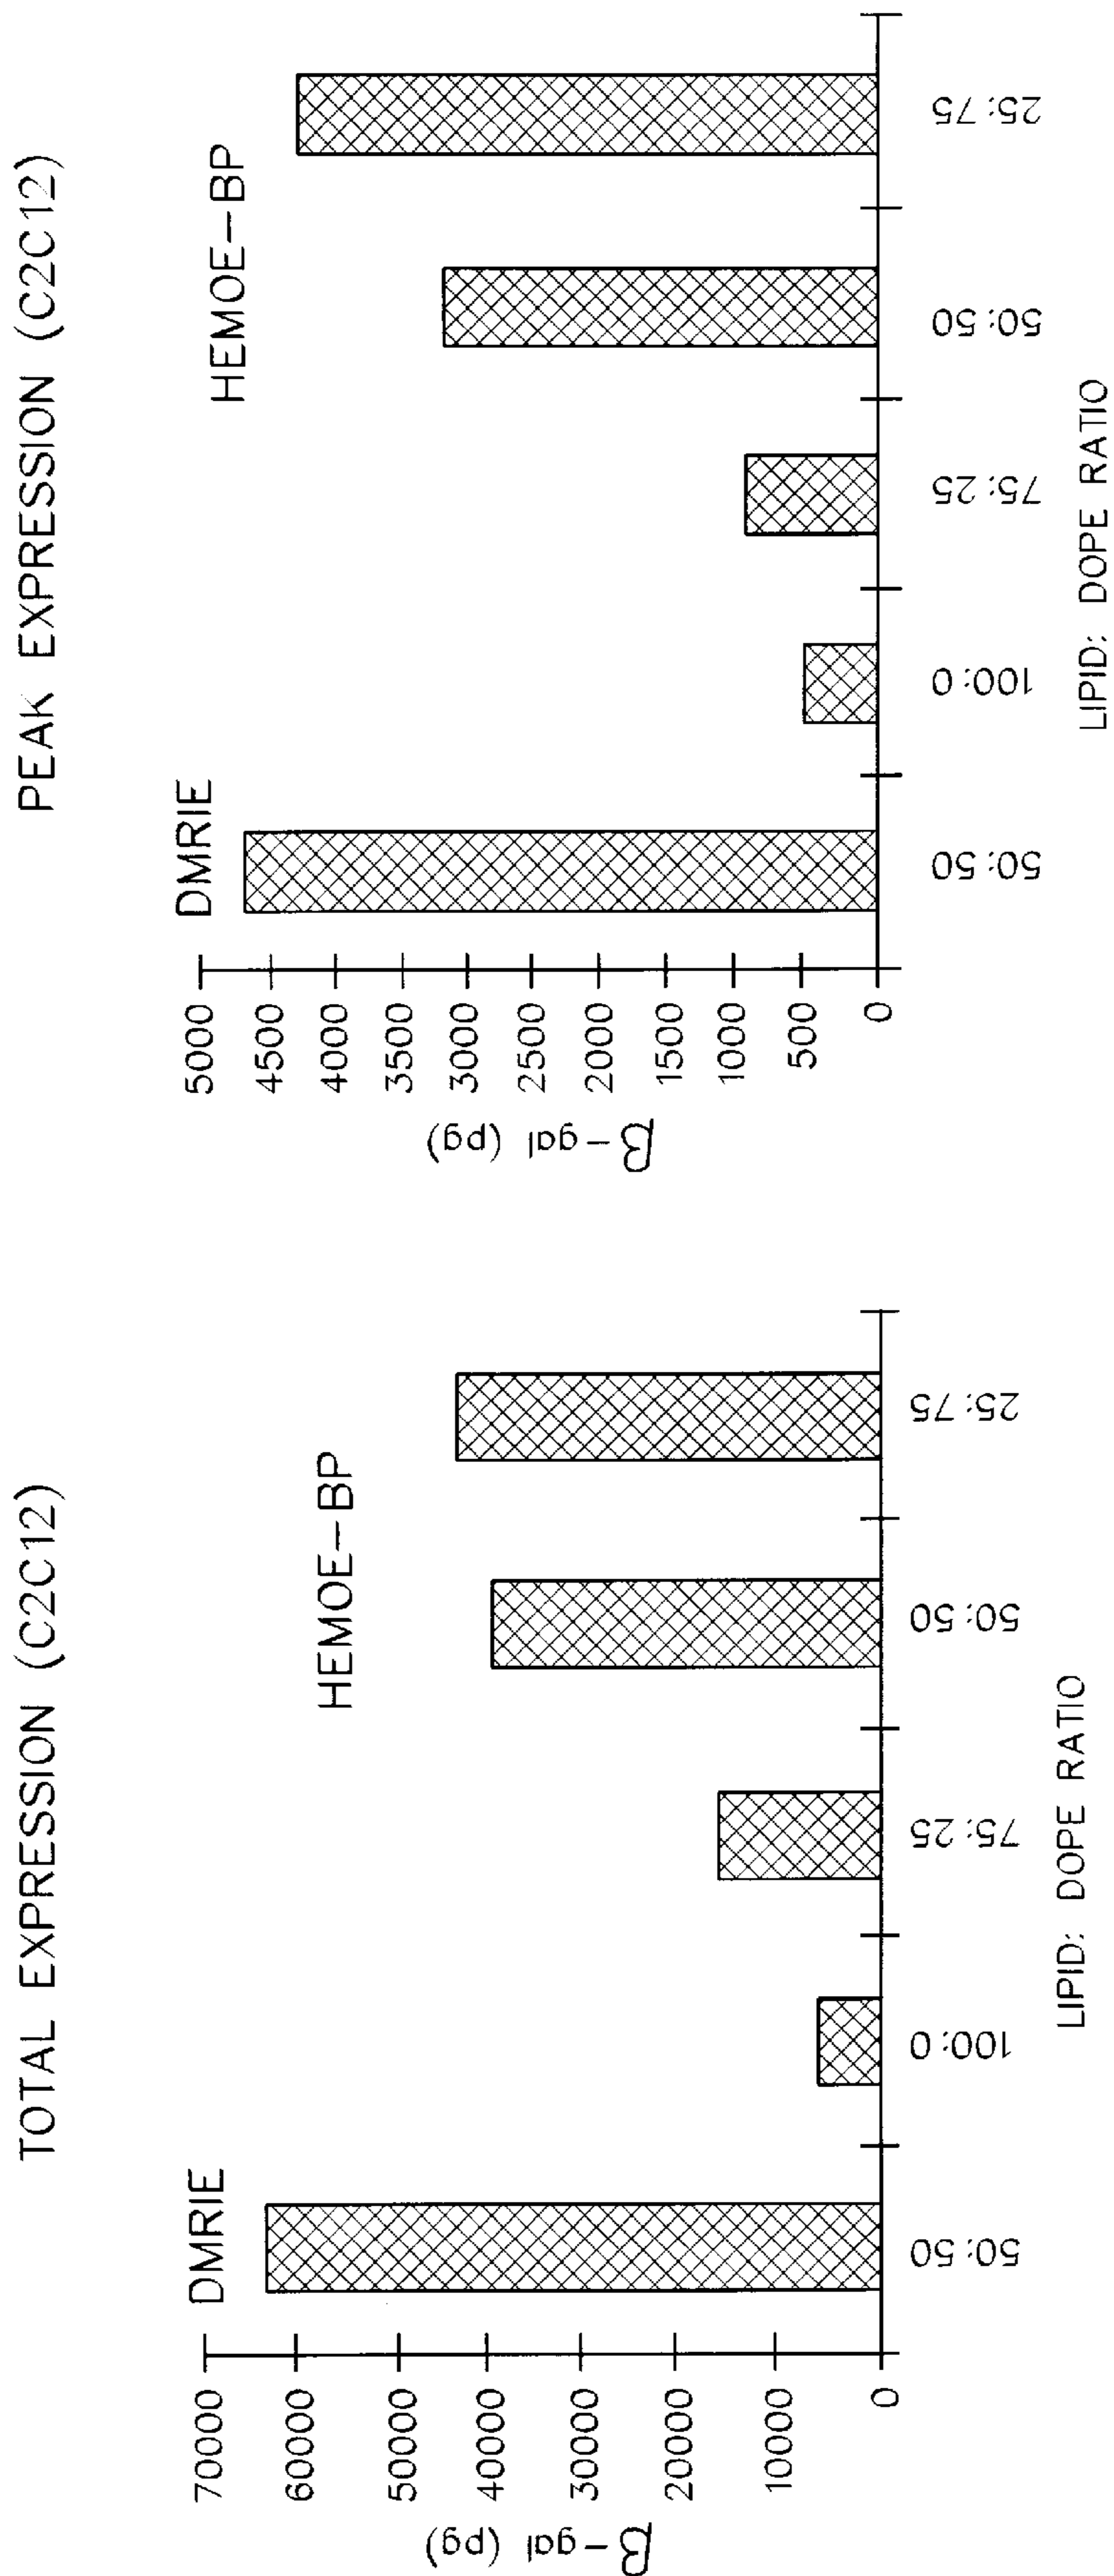 TOTAL EXPRESSION (C2C12)
DMRIE
HEMOE-BP
70000
60000
50000
40000
30000
20000
10000
0
β-gal (pg)
50:50
100:0
75:25
50:50
25:75
LIPID: DOPE RATIO
PEAK EXPRESSION (C2C12)
DMRIE
HEMOE-BP
5000
4500
4000
3500
3000
2500
2000
1500
1000
500
0
β-gal (pg)
50:50
100:0
75:25
50:50
25:75
LIPID: DOPE RATIO